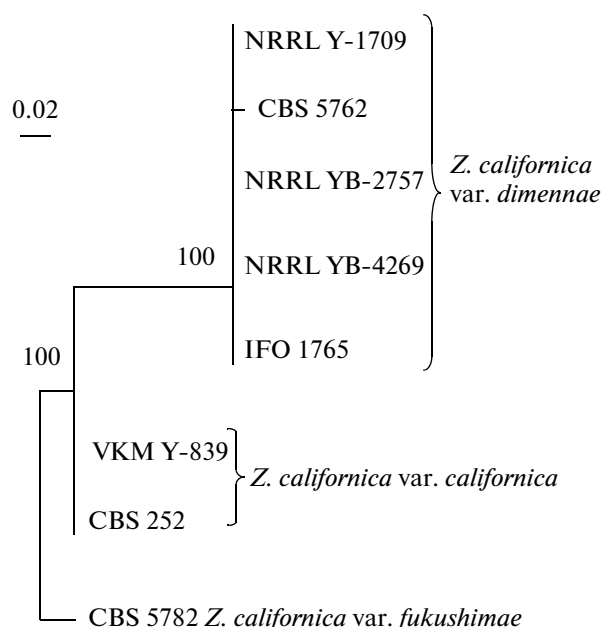 NRRL Y-1709
0.02
CBS 5762
Z. californica
var. dimennae
NRRL YB-2757
100
NRRL YB-4269
100
IFO 1765
VKM Y-839
Z. californica var. californica
CBS 252
CBS 5782 Z. californica var. fukushimae